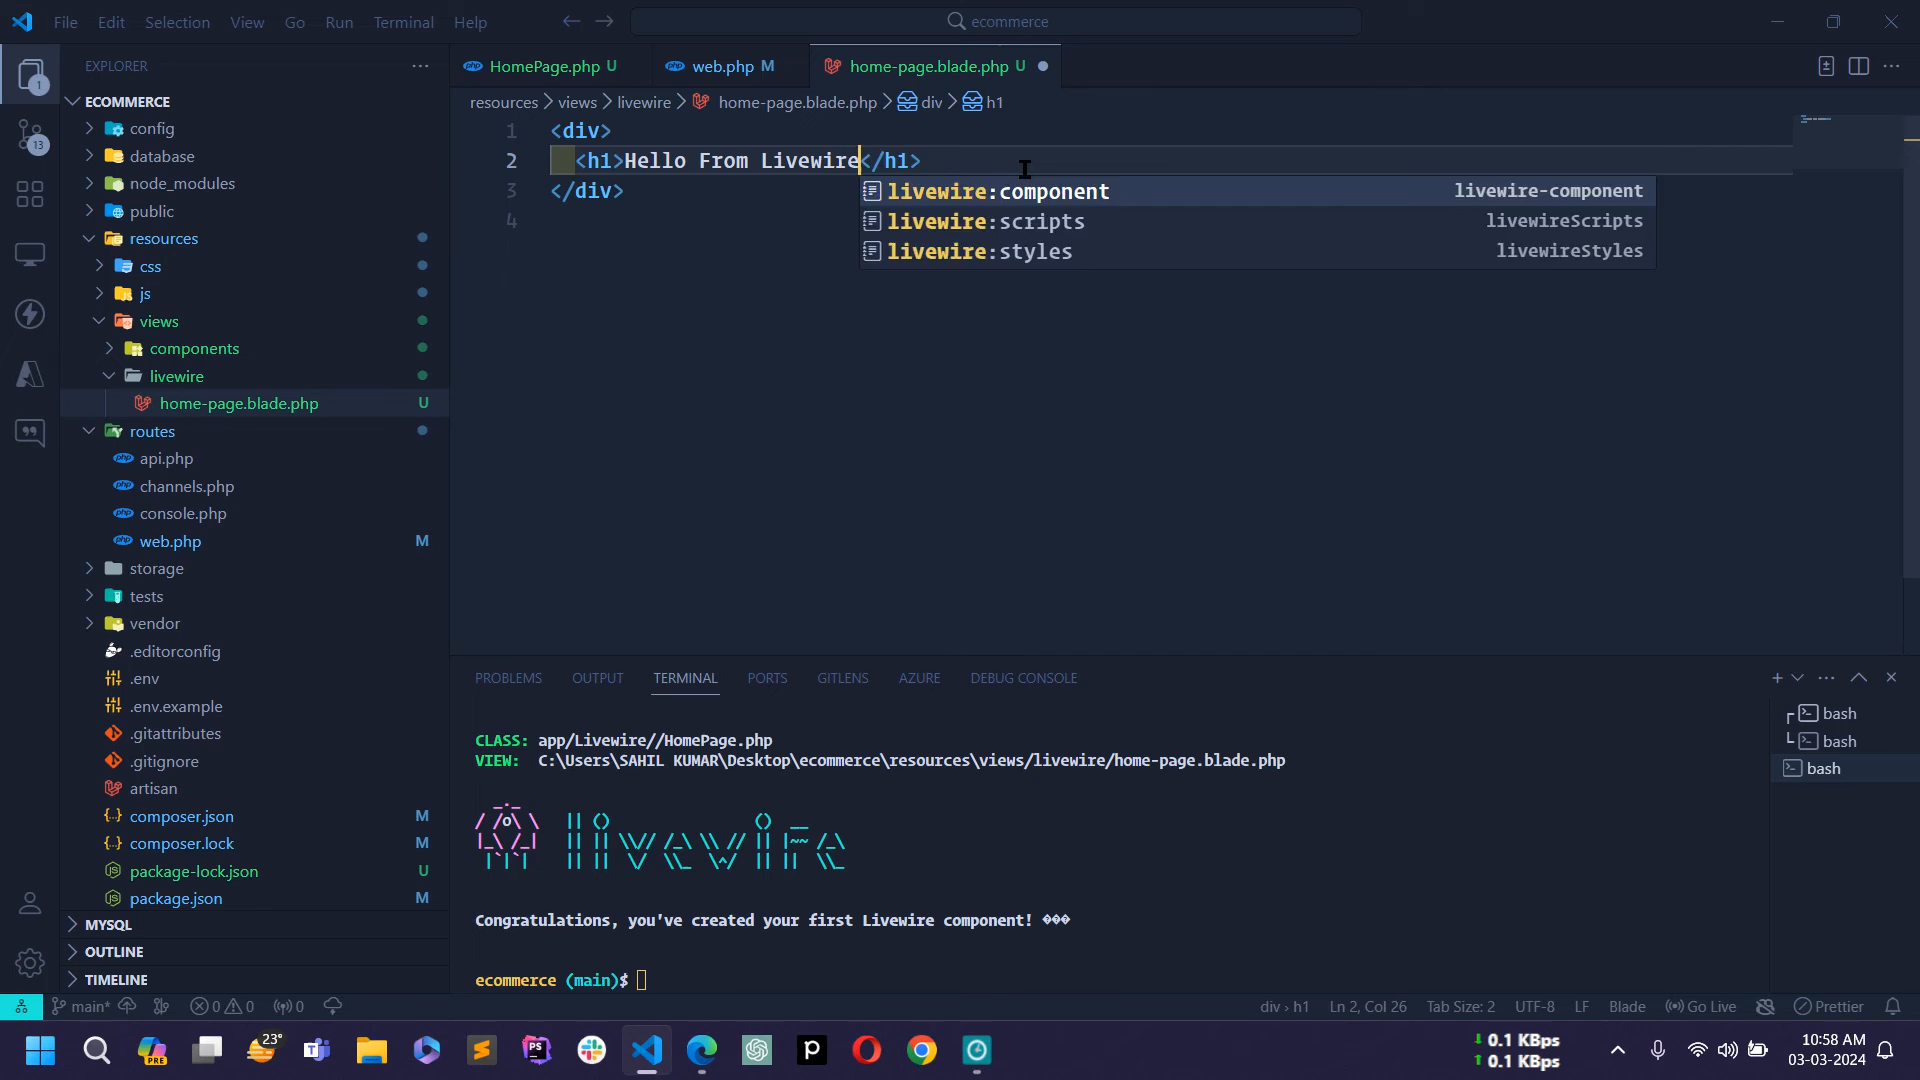 File Edit Selection View Go Run Terminal Help
ecommerce
EXPLORER
HomePage.php U
web.php M
home-page.blade.php U
ECOMMERCE
resources > views > livewire > home-page.blade.php > div > h1
config
database
node_modules
public
resources
css
js
views
components
livewire
home-page.blade.php U
routes
api.php
channels.php
console.php
web.php M
storage
tests
vendor
.editorconfig
.env
.env.example
.gitattributes
.gitignore
artisan
composer.json M
composer.lock M
package-lock.json U
package.json M
MYSQL
OUTLINE
TIMELINE
1 <div>
2 <h1>Hello From Livewire</h1>
3 </div>
4
livewire:component livewire-component
livewire:scripts livewireScripts
livewire:styles livewireStyles
PROBLEMS OUTPUT TERMINAL PORTS GITLENS AZURE DEBUG CONSOLE
CLASS: app/Livewire//HomePage.php
VIEW: C:\Users\SAHIL KUMAR\Desktop\ecommerce\resources\views/livewire/home-page.blade.php
Congratulations, you've created your first Livewire component! ���
ecommerce (main)$
bash
bash
bash
1
13
main* 0 0 0
div > h1 Ln 2, Col 26 Tab Size: 2 UTF-8 LF Blade Go Live Prettier
23°
PRE
PS
0.1 KBps
0.1 KBps
10:58 AM
03-03-2024